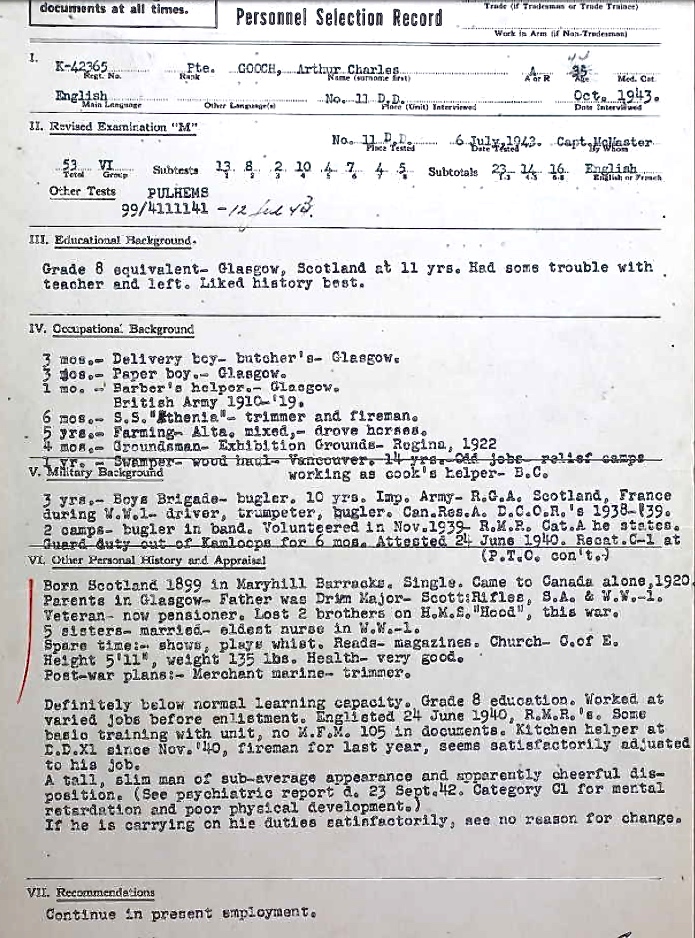 documents at all times.
Personnel Selection Record
Trade (if Tradesman or Trade Trainee)
Work in Arm (if Non-Tradesman)
I.
K-42365 Pte. GOOCH, Arthur Charles A 35
Regt. No. Rank Name (surname first) A or R Age Med. Cat.
English No. 11 D.D. Oct. 1943.
Main Language Other Language(s) Place (Unit) Interviewed Date Interviewed
II. Revised Examination "M"
No. 11 D.D. 6 July, 1943. Capt. McMaster
Place Tested Date Tested By Whom
53 VI Subtests 13 8 2 10 4 7 4 5 Subtotals 23 14 16 English
Total Group 1 2 3 4 5 6 7 8 1-3 4-5 6-8 English or French
Other Tests PULHEMS
99/4111141 - 12 Jul 43.
III. Educational Background.
Grade 8 equivalent- Glasgow, Scotland at 11 yrs. Had some trouble with
teacher and left. Liked history best.
IV. Occupational Background
3 mos.- Delivery boy- butcher's- Glasgow.
3 mos.- Paper boy.- Glasgow.
1 mo. - Barber's helper.- Glasgow.
British Army 1910-'19.
6 mos.- S.S."Athenia"- trimmer and fireman.
5 yrs.- Farming- Alta. mixed,- drove horses.
4 mos.- Groundsman- Exhibition Grounds- Regina, 1922
1 yr. - Swamper- wood haul- Vancouver. 14 yrs.-Odd jobs- relief camps
V. Military Background working as cook's helper- B.C.
3 yrs.- Boys Brigade- bugler. 10 yrs. Imp. Army- R.G.A. Scotland, France
during W.W.1- driver, trumpeter, bugler. Can.Res.A. D.C.O.R.'s 1938-'39.
2 camps- bugler in band. Volunteered in Nov.1939- R.M.R. Cat.A he states.
Guard duty out of Kamloops for 6 mos. Attested 24 June 1940. Recat.C-1 at
VI. Other Personal History and Appraisal (P.T.O. con't.)
Born Scotland 1899 in Maryhill Barracks. Single. Came to Canada alone,1920.
Parents in Glasgow- Father was Drum Major- Scott:Rifles, S.A. & W.W.-1.
Veteran- now pensioner. Lost 2 brothers on H.M.S."Hood", this war.
5 sisters- married- eldest nurse in W.W.-1.
Spare time:- shows, plays whist. Reads- magazines. Church- C.of E.
Height 5'11", weight 135 lbs. Health- very good.
Post-war plans:- Merchant marine- trimmer.
Definitely below normal learning capacity. Grade 8 education. Worked at
varied jobs before enlistment. Englisted 24 June 1940, R.M.R.'s. Some
basic training with unit, no M.F.M. 105 in documents. Kitchen helper at
D.D.X1 since Nov.'40, fireman for last year, seems satisfactorily adjusted
to his job.
A tall, slim man of sub-average appearance and apparently cheerful dis-
position. (See psychiatric report d. 23 Sept.42. Category C1 for mental
retardation and poor physical development.)
If he is carrying on his duties satisfactorily, see no reason for change.
VII. Recommendations
Continue in present employment.